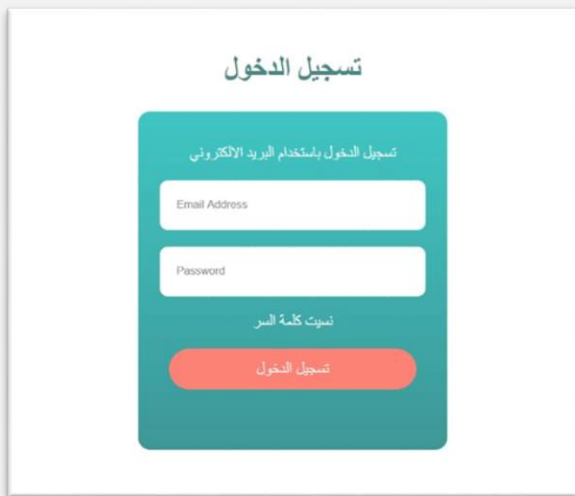 تسجيل الدخول
تسجيل الدخول باستخدام البريد الالكتروني
Email Address
Password
نسيت كلمة السر
تسجيل الدخول